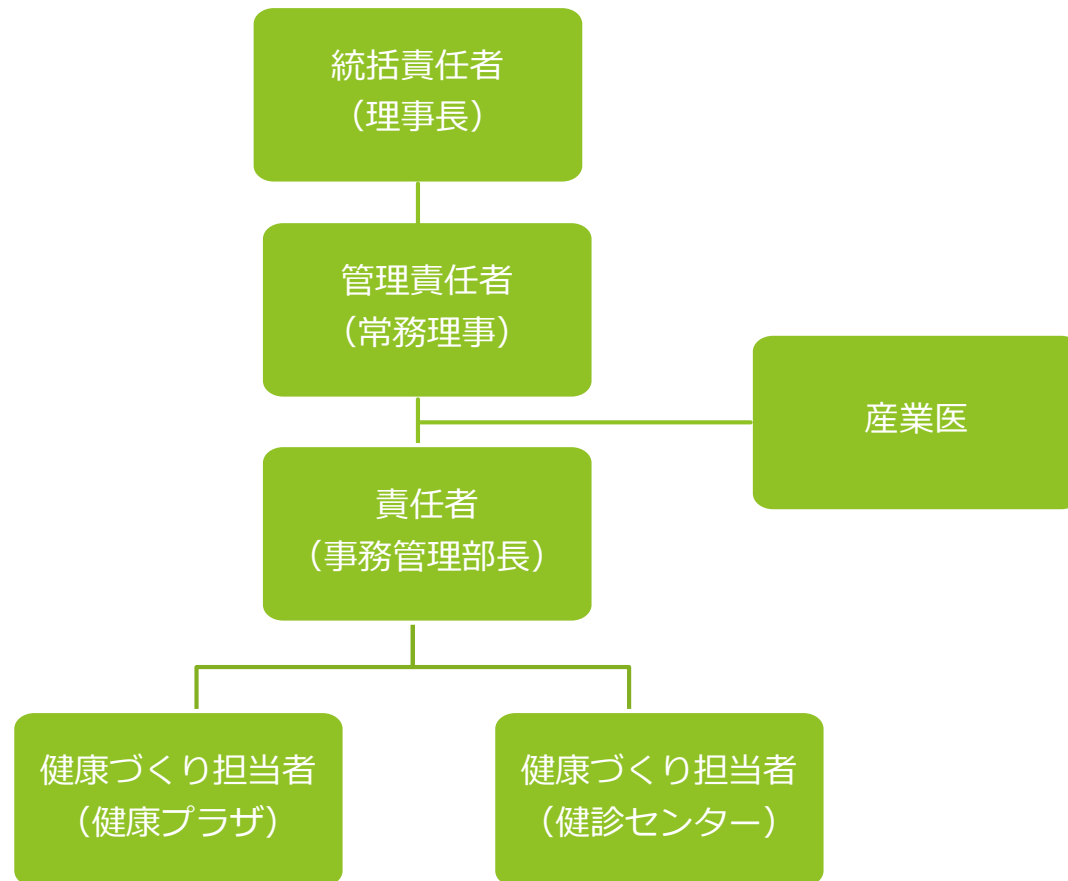 統括責任者
（理事長）
管理責任者
（常務理事）
産業医
責任者
（事務管理部長）
健康づくり担当者
（健康プラザ）
健康づくり担当者
（健診センター）